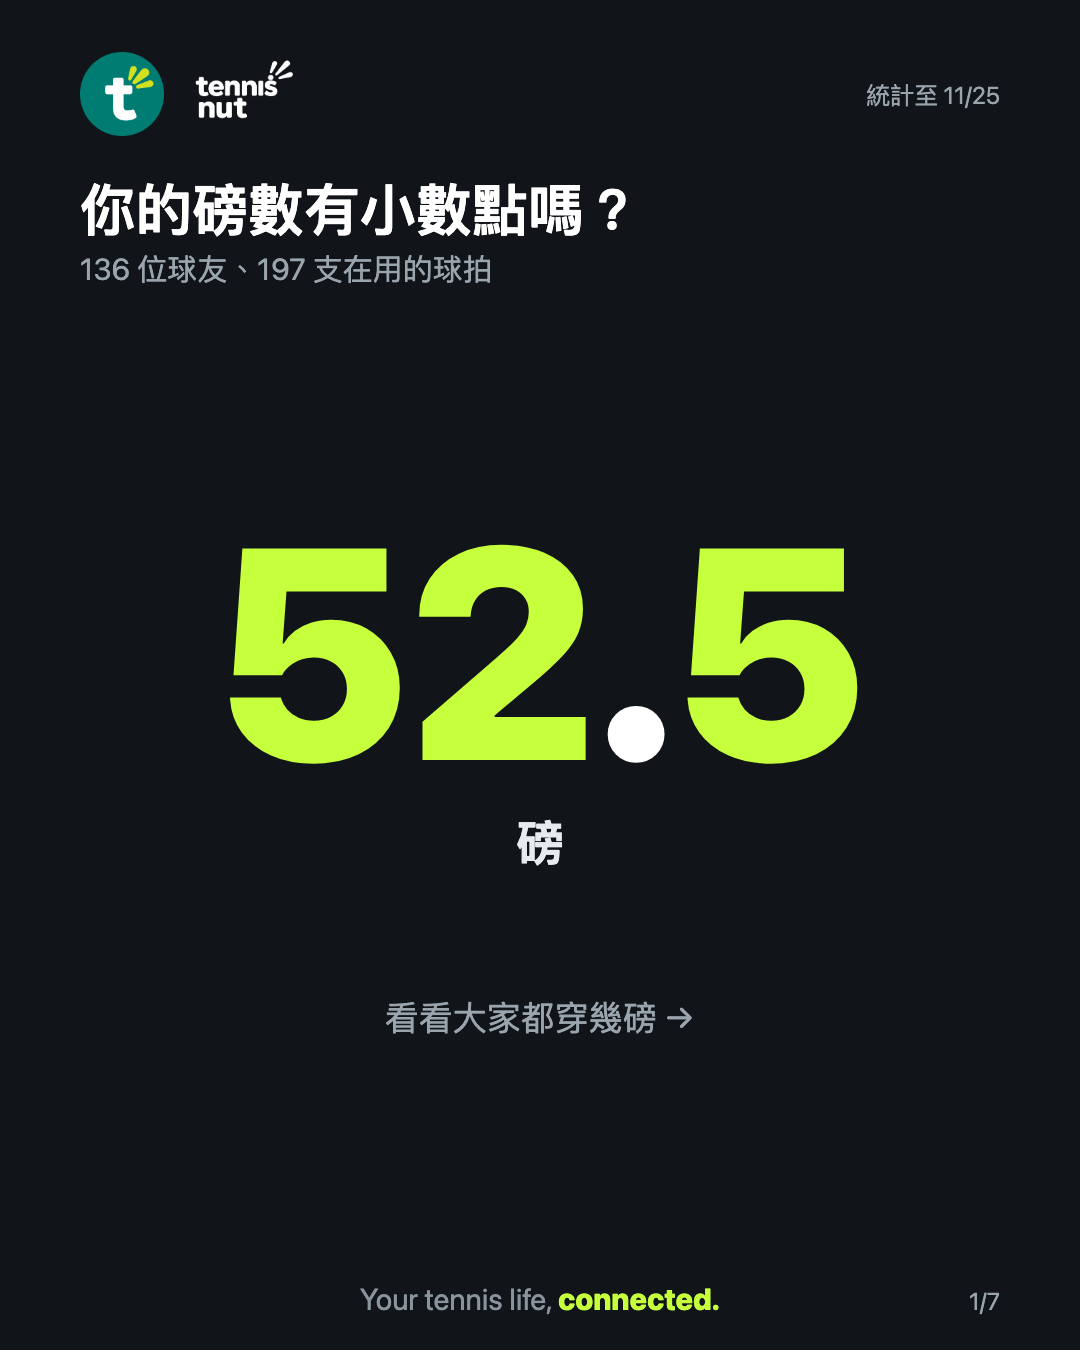 t
tennis
nut
統計至 11/25
你的磅數有小數點嗎？
136 位球友、197 支在用的球拍
52.5
磅
看看大家都穿幾磅 →
Your tennis life, connected.
1/7